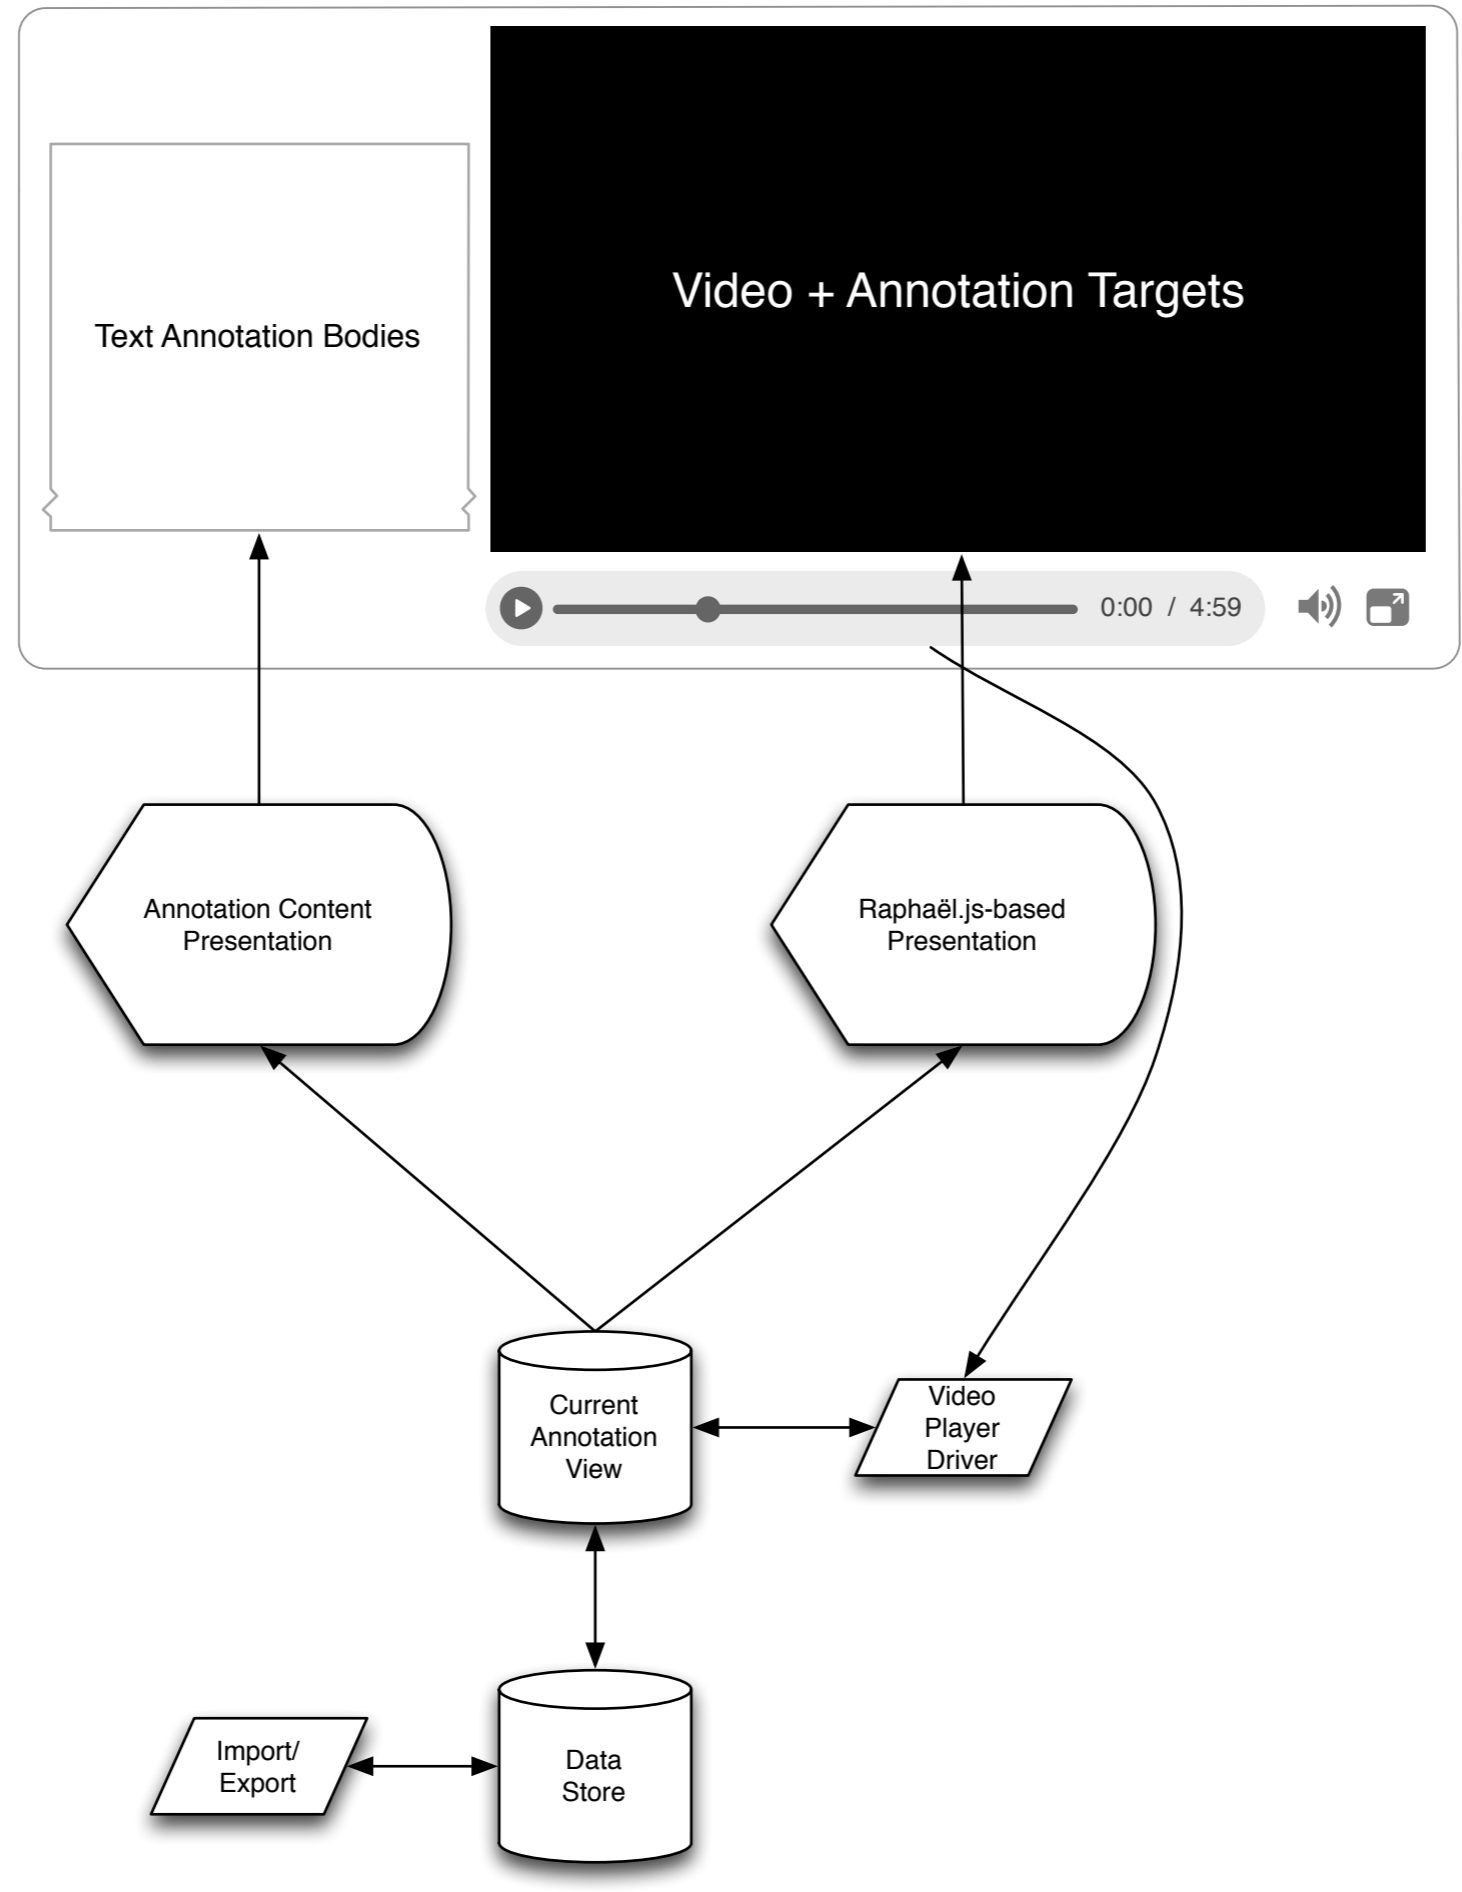 Video + Annotation Targets
Text Annotation Bodies
0:00 / 4:59
Annotation Content
Presentation
Raphaël.js-based
Presentation
Current
Annotation
View
Video
Player
Driver
Import/
Export
Data
Store